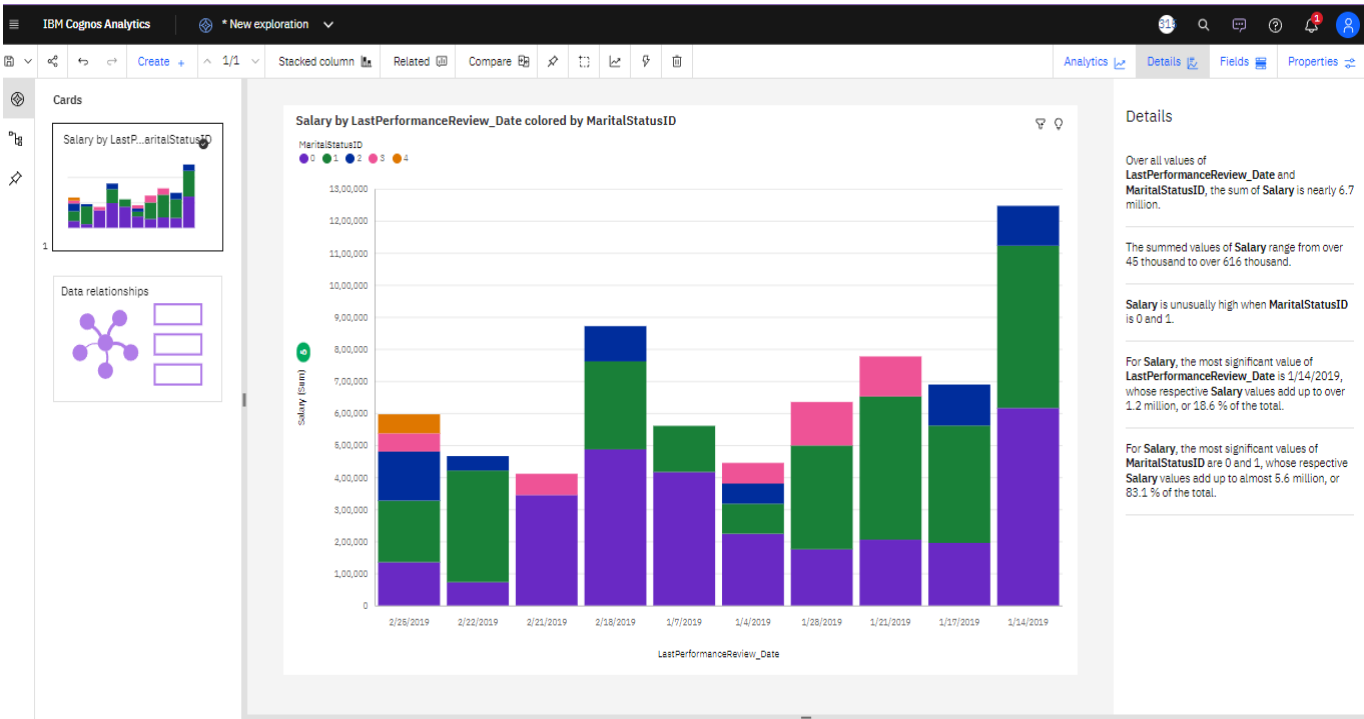 IBM Cognos Analytics
* New exploration
1
Create +
1/1
Stacked column
Related
Compare
Analytics
Details
Fields
Properties
Cards
Salary by LastP...aritalStatusID
1
Data relationships
Salary by LastPerformanceReview_Date colored by MaritalStatusID
MaritalStatusID
0 1 2 3 4
13,00,000
12,00,000
11,00,000
10,00,000
9,00,000
8,00,000
7,00,000
6,00,000
5,00,000
4,00,000
3,00,000
2,00,000
1,00,000
0
Salary (Sum)
2/25/2019 2/22/2019 2/21/2019 2/18/2019 1/7/2019 1/4/2019 1/28/2019 1/21/2019 1/17/2019 1/14/2019
LastPerformanceReview_Date
Details
Over all values of
LastPerformanceReview_Date and
MaritalStatusID, the sum of Salary is nearly 6.7
million.
The summed values of Salary range from over
45 thousand to over 616 thousand.
Salary is unusually high when MaritalStatusID
is 0 and 1.
For Salary, the most significant value of
LastPerformanceReview_Date is 1/14/2019,
whose respective Salary values add up to over
1.2 million, or 18.6 % of the total.
For Salary, the most significant values of
MaritalStatusID are 0 and 1, whose respective
Salary values add up to almost 5.6 million, or
83.1 % of the total.